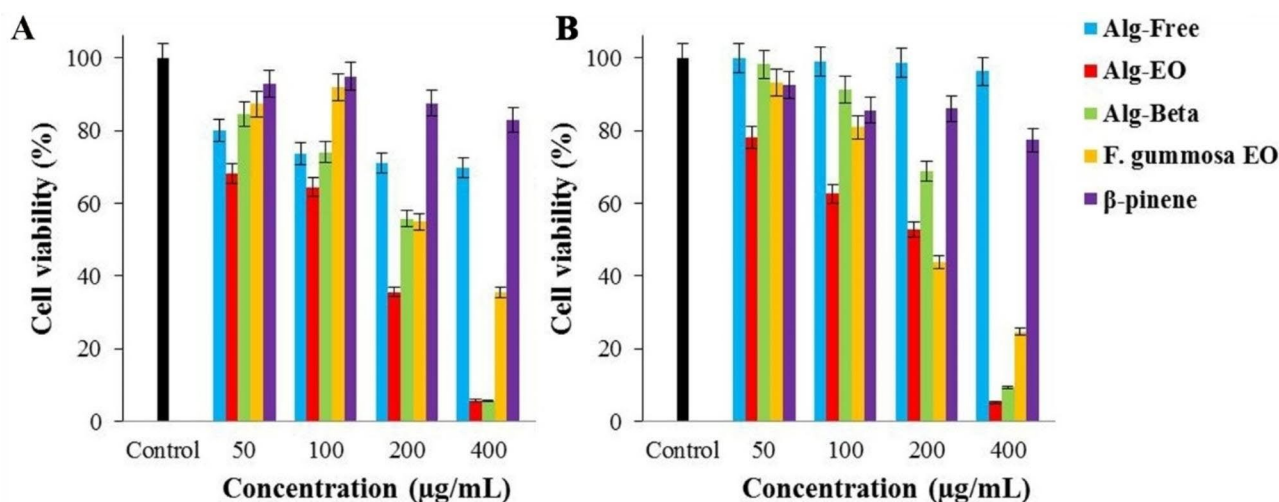 A
Cell viability (%)
100
80
60
40
20
0
Control 50 100 200 400
Concentration (µg/mL)
B
Cell viability (%)
100
80
60
40
20
0
Control 50 100 200 400
Concentration (µg/mL)
Alg-Free
Alg-EO
Alg-Beta
F. gummosa EO
β-pinene